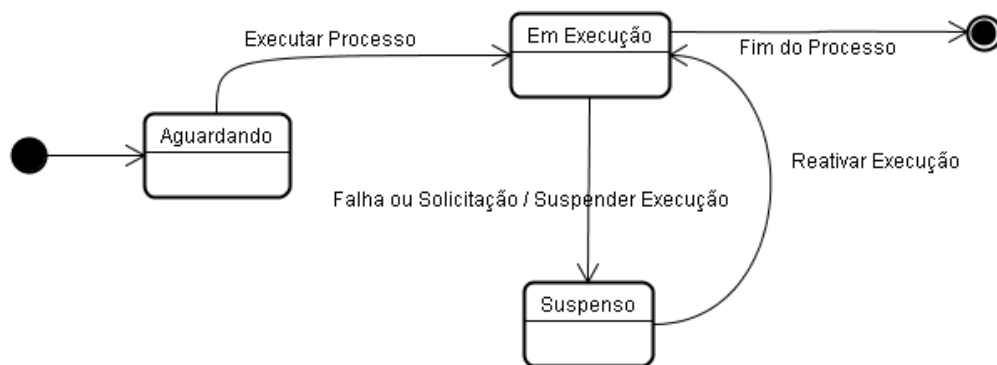 Executar Processo
Em Execução
Fim do Processo
Aguardando
Reativar Execução
Falha ou Solicitação / Suspender Execução
Suspenso